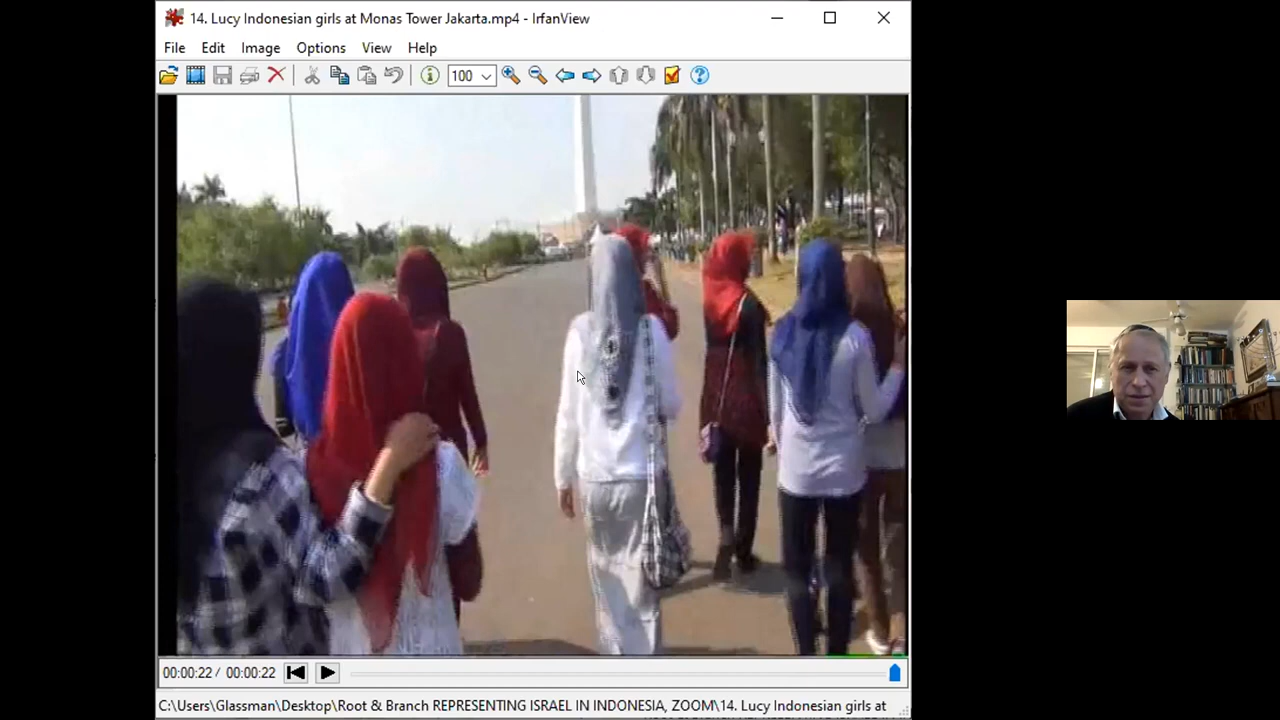 14. Lucy Indonesian girls at Monas Tower Jakarta.mp4 - IrfanView
File Edit Image Options View Help
100
00:00:22 / 00:00:22
C:\Users\Glassman\Desktop\Root & Branch REPRESENTING ISRAEL IN INDONESIA, ZOOM\14. Lucy Indonesian girls at